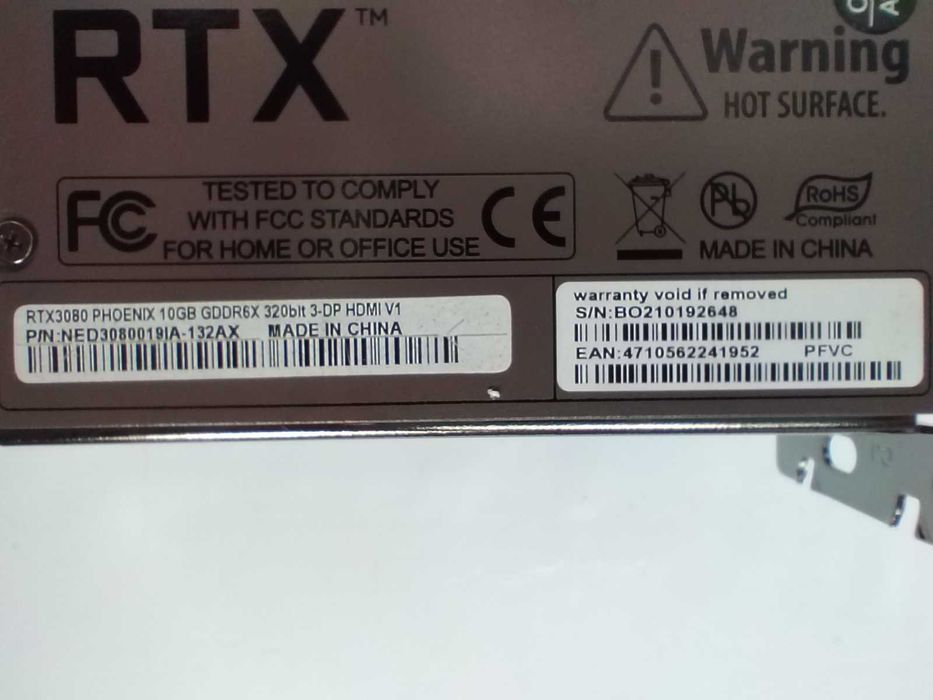 RTX™
Warning
HOT SURFACE.
FC
TESTED TO COMPLY
WITH FCC STANDARDS
FOR HOME OR OFFICE USE
CE
Pb
RoHS
Compliant
MADE IN CHINA
RTX3080 PHOENIX 10GB GDDR6X 320bit 3-DP HDMI V1
P/N:NED3080019IA-132AX MADE IN CHINA
warranty void if removed
S/N:BO210192648
EAN:4710562241952 PFVC